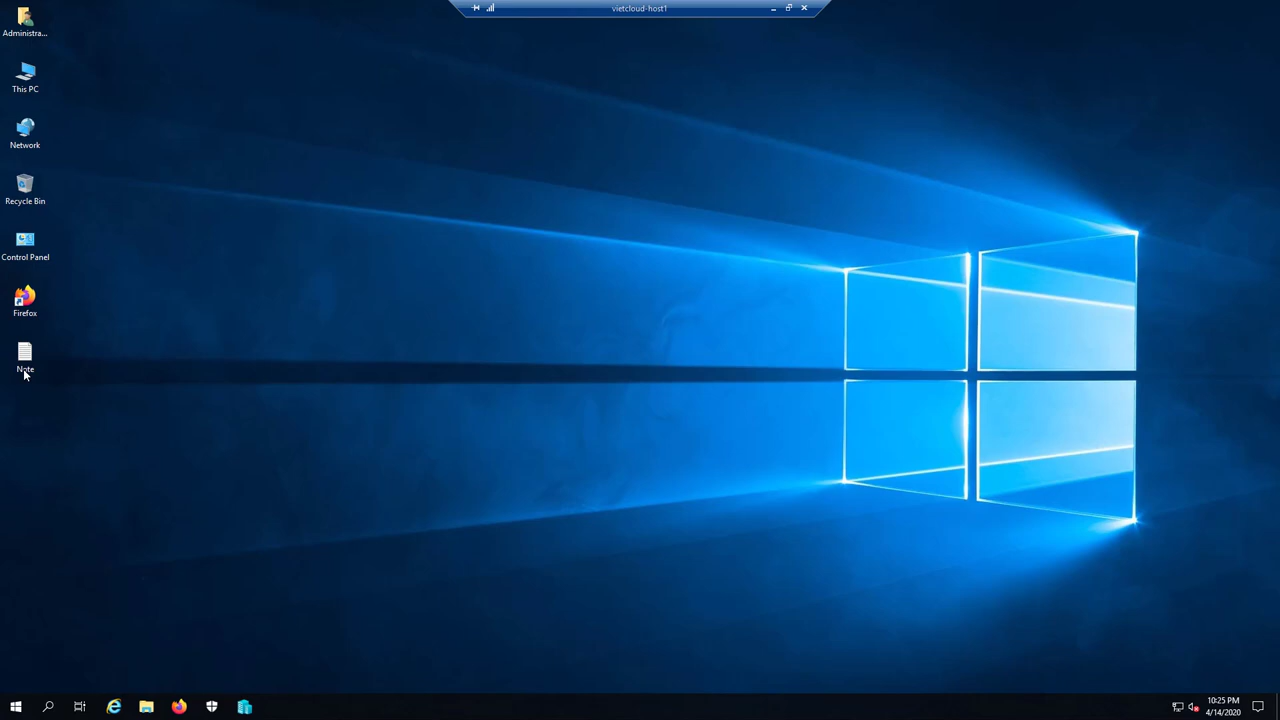 vietcloud-host1
Administra...
This PC
Network
Recycle Bin
Control Panel
Firefox
Note
10:25 PM
4/14/2020